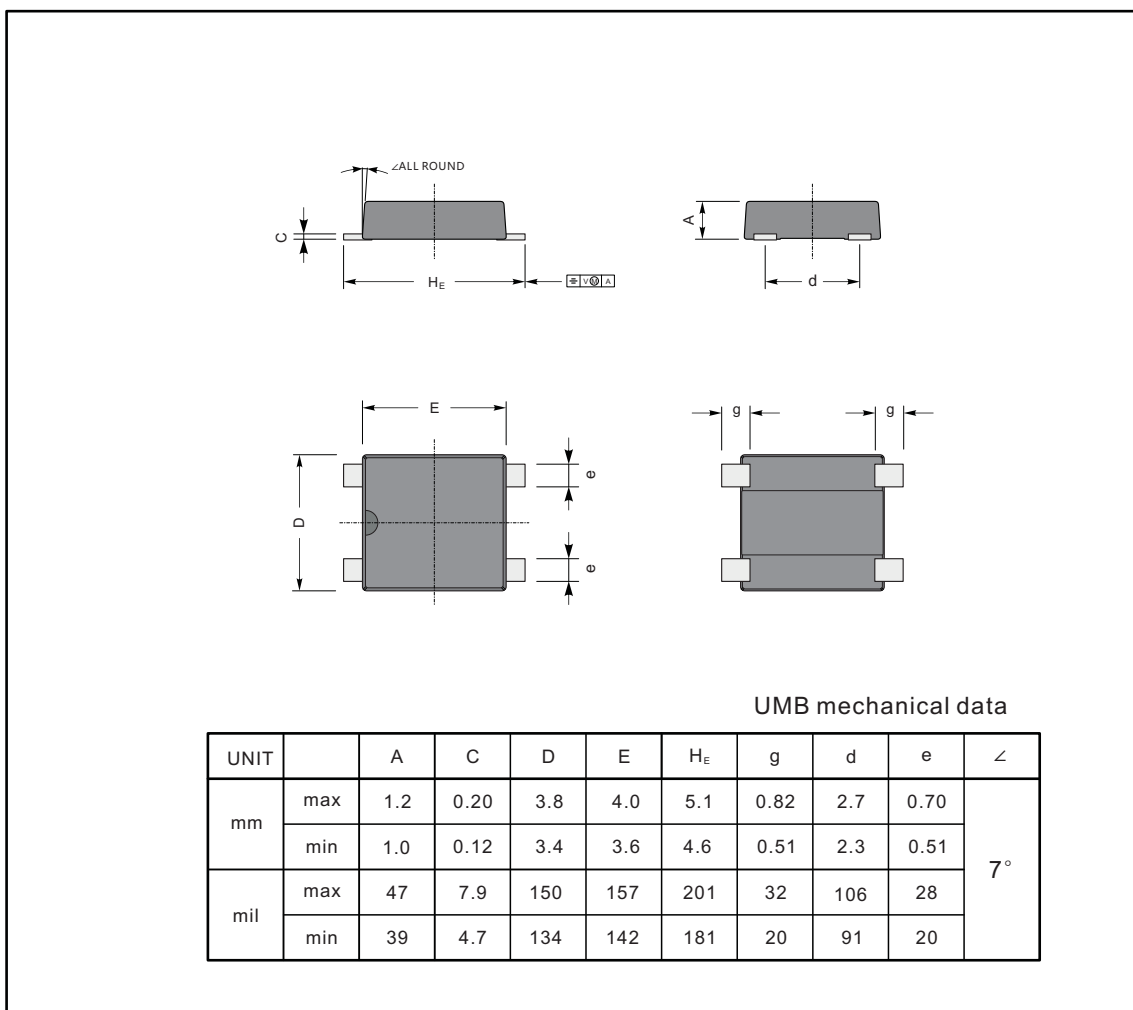 ∠ALL ROUND
C
H_E
V Ⓜ A
A
d
E
D
e
e
g
g
UMB mechanical data
UNIT A C D E H_E g d e ∠
mm max 1.2 0.20 3.8 4.0 5.1 0.82 2.7 0.70 7°
min 1.0 0.12 3.4 3.6 4.6 0.51 2.3 0.51
mil max 47 7.9 150 157 201 32 106 28
min 39 4.7 134 142 181 20 91 20